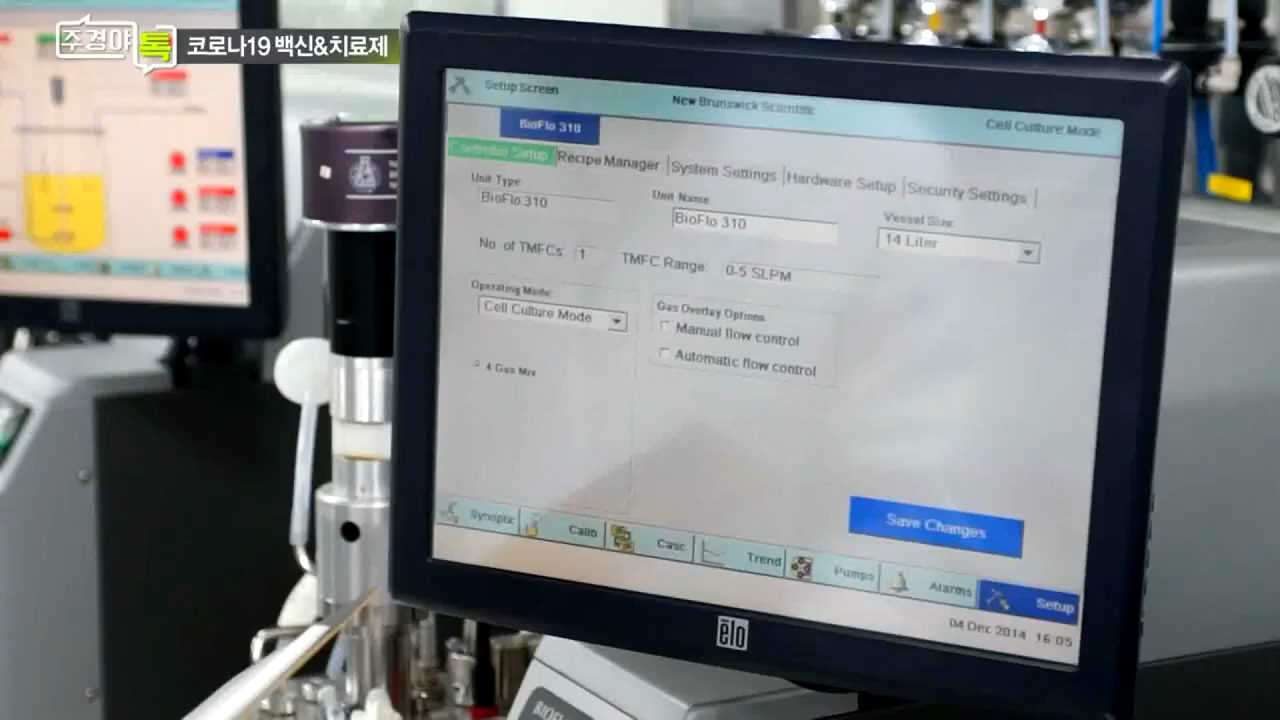 주경야
톡
코로나19 백신&치료제
Setup Screen
New Brunswick Scientific
Cell Culture Mode
BioFlo 310
Controller Setup
Recipe Manager
System Settings
Hardware Setup
Security Settings
Unit Type:
BioFlo 310
Unit Name
BioFlo 310
Vessel Size:
14 Liter
No. of TMFCs 1
TMFC Range: 0-5 SLPM
Operating Mode:
Cell Culture Mode
Gas Overlay Options
Manual flow control
Automatic flow control
4 Gas Mix
Save Changes
Synoptic
Calib
Casc
Trend
Pumps
Alarms
Setup
04 Dec 2014 16:05
elo